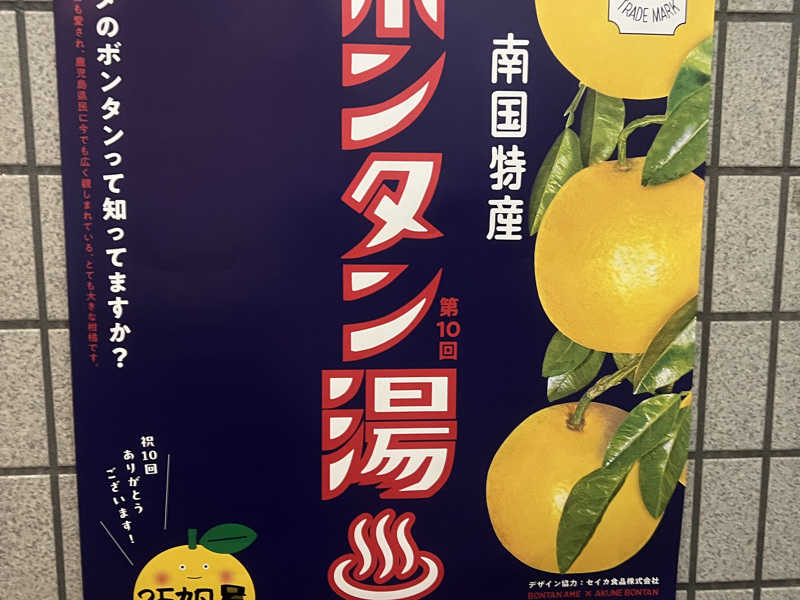 TRADE MARK
南国特産
ボンタン湯
第10回
メのボンタンって知ってますか？
も愛され、鹿児島県民に今でも広く親しまれている、とても大きな柑橘です。
祝10回
ありがとう
ございます！
デザイン協力：セイカ食品株式会社
BONTAN AME × AKUNE BONTAN